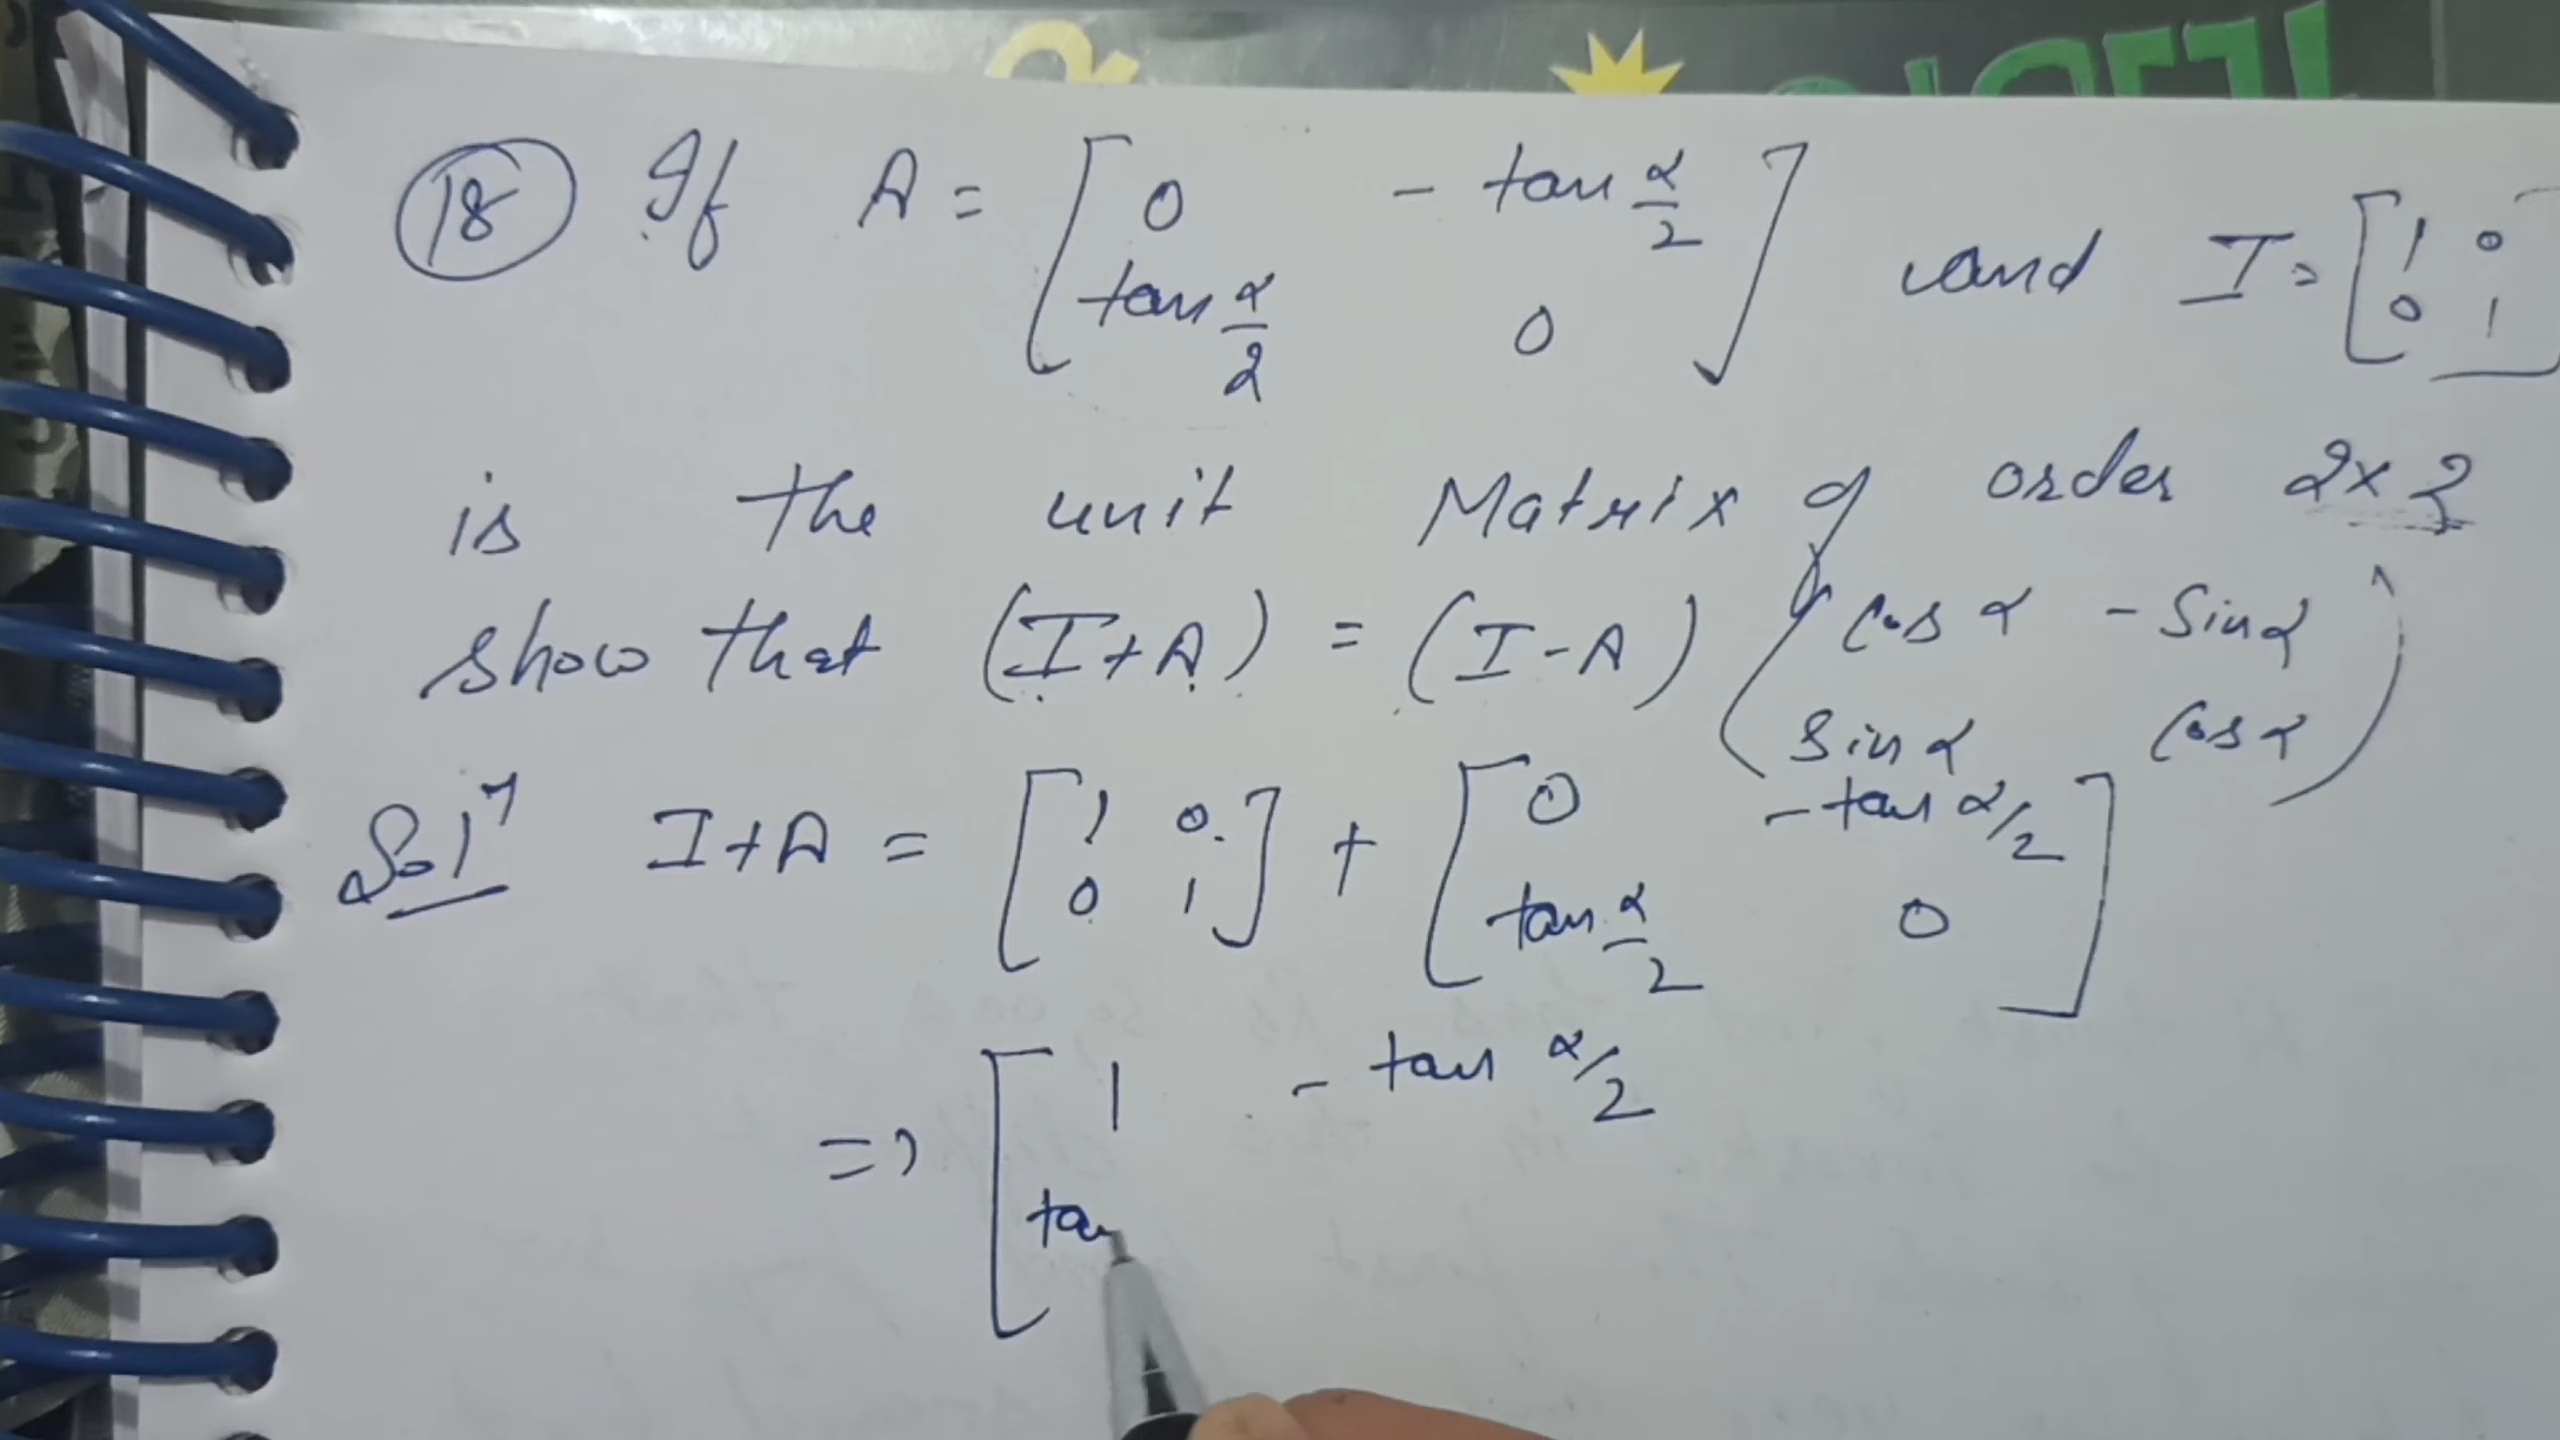 18 If A = [ 0 - tan α/2
tan α/2 0 ] and I = [ 1 0
0 1 ]
is the unit Matrix of order 2×2
show that (I+A) = (I-A) ( Cos α - Sin α
Sin α Cos α )
Solⁿ I+A = [ 1 0
0 1 ] + [ 0 - tan α/2
tan α/2 0 ]
=> [ 1 - tan α/2
tan